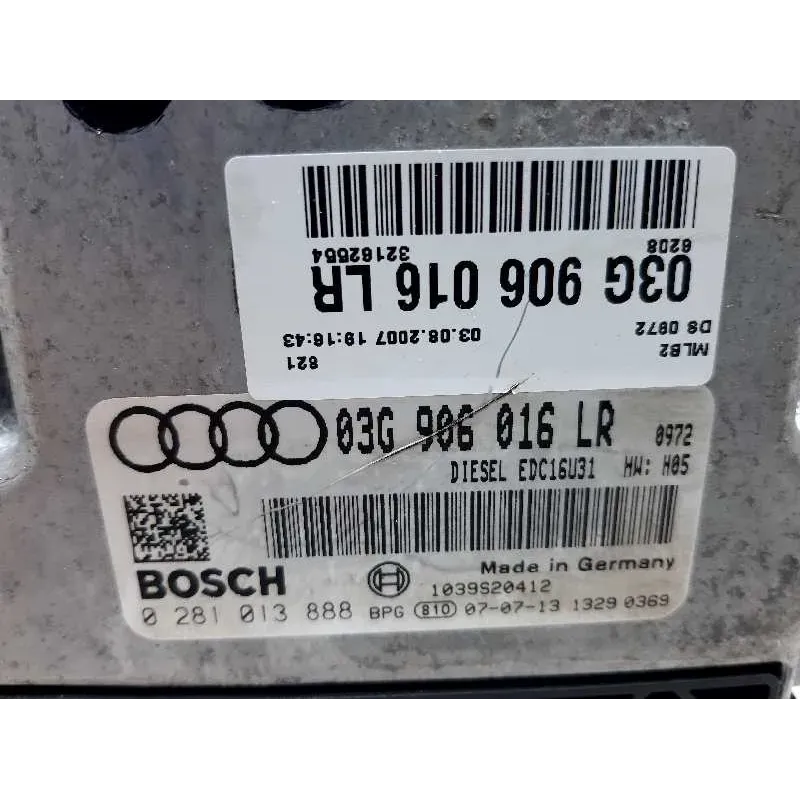 6208
32162554
03G 906 016 LR
DS 0972
03.08.2007 19:16:43
MLB2
821
03G 906 016 LR 0972
DIESEL EDC16U31 HW: H05
Made in Germany
BOSCH
1039S20412
0 281 013 888 BPG 810 07-07-13 1329 0369